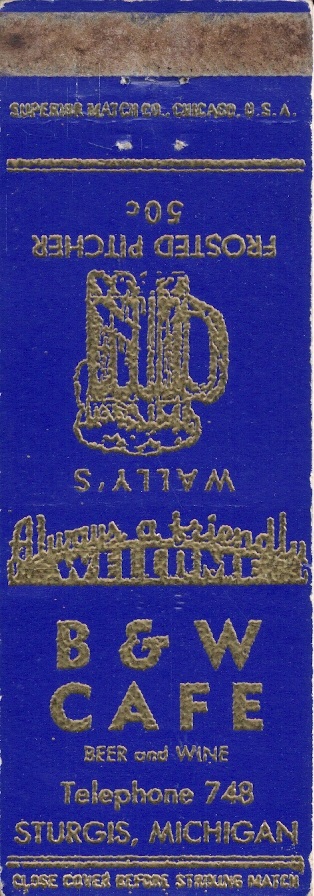 SUPERIOR MATCH CO., CHICAGO, U.S.A.
WALLY'S
FROSTED PITCHER
50c
Always a friendly
WELCOME
B & W
CAFE
BEER and WINE
Telephone 748
STURGIS, MICHIGAN
CLOSE COVER BEFORE STRIKING MATCH